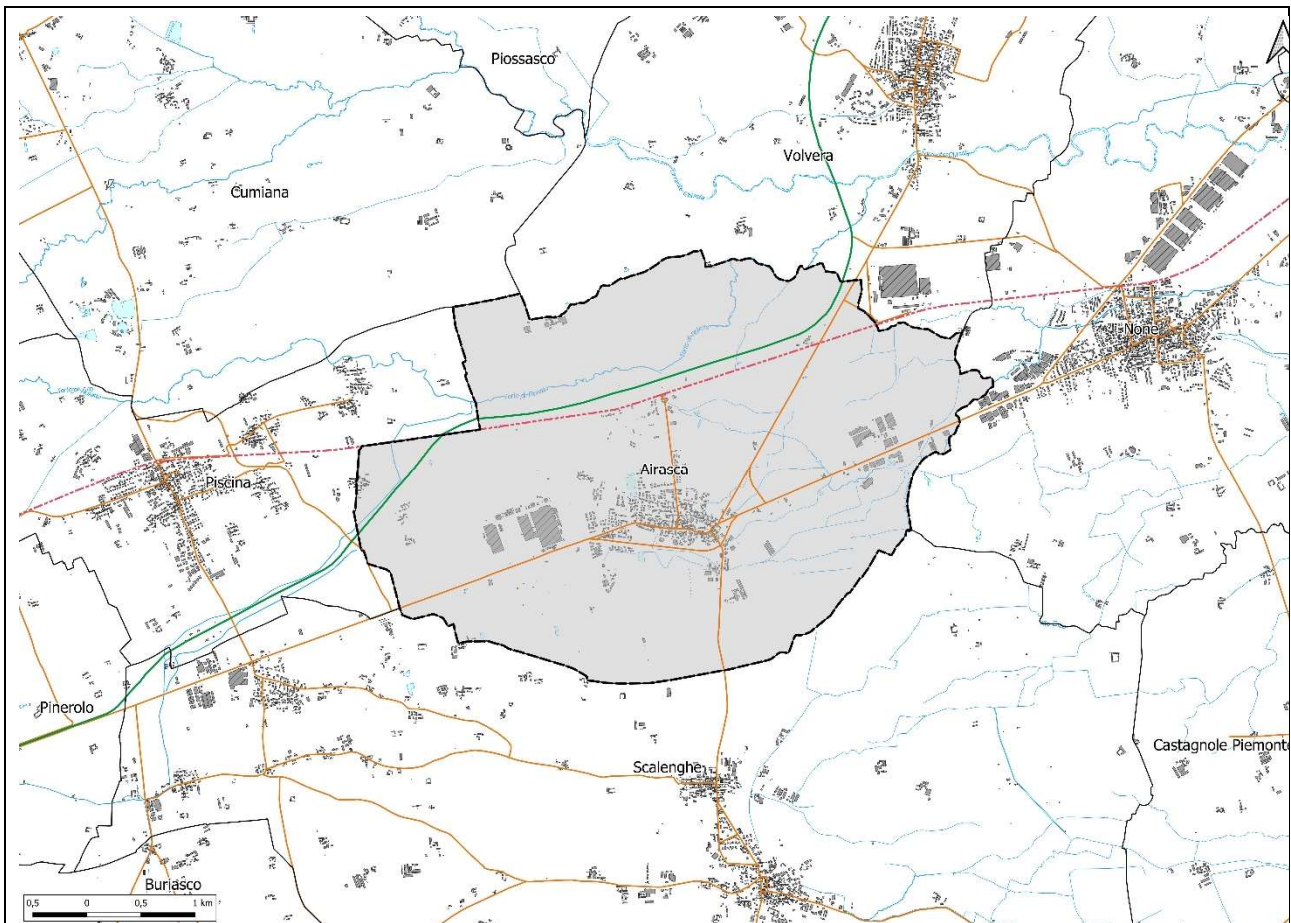 Piossasco
Volvera
Cumiana
None
Airasca
Piscina
Pinerolo
Castagnole Piemonte
Scalenghe
Buriasco
0,5 0 0,5 1 km